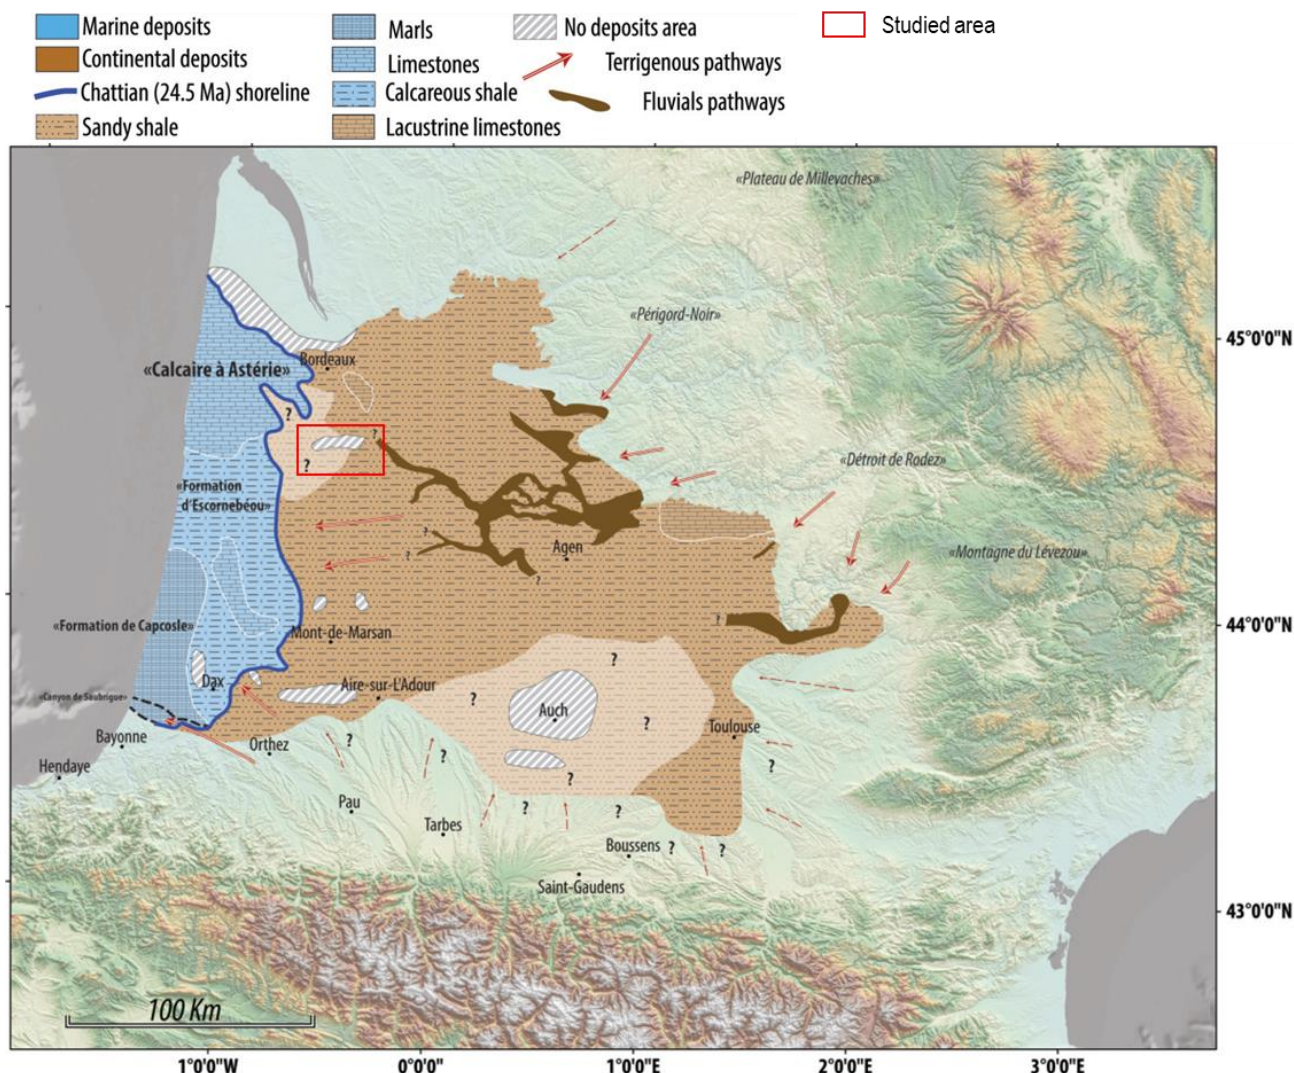 Marine deposits
Continental deposits
Chattian (24.5 Ma) shoreline
Sandy shale
Marls
Limestones
Calcareous shale
Lacustrine limestones
No deposits area
Terrigenous pathways
Fluvials pathways
Studied area
«Plateau de Millevaches»
«Périgord-Noir»
45°0'0"N
Bordeaux
«Calcaire à Astérie»
?
?
?
«Détroit de Rodez»
«Formation
d'Escornebéou»
?
?
Agen
?
«Montagne du Lévezou»
«Formation de Capcosle»
Mont-de-Marsan
?
44°0'0"N
?
Dax
Aire-sur-L'Adour
?
«Canyon de Saubrigue»
Auch
?
Toulouse
Bayonne
Orthez
?
?
?
Hendaye
?
Pau
?
?
Tarbes
Boussens
?
?
Saint-Gaudens
43°0'0"N
100 Km
1°0'0"W
0°0'0"
1°0'0"E
2°0'0"E
3°0'0"E